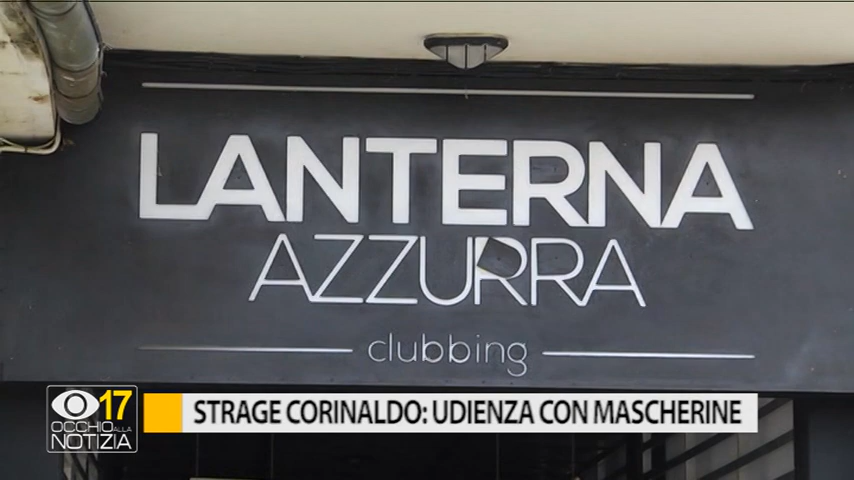 LANTERNA
AZZURRA
clubbing
17
OCCHIO ALLA
NOTIZIA
STRAGE CORINALDO: UDIENZA CON MASCHERINE